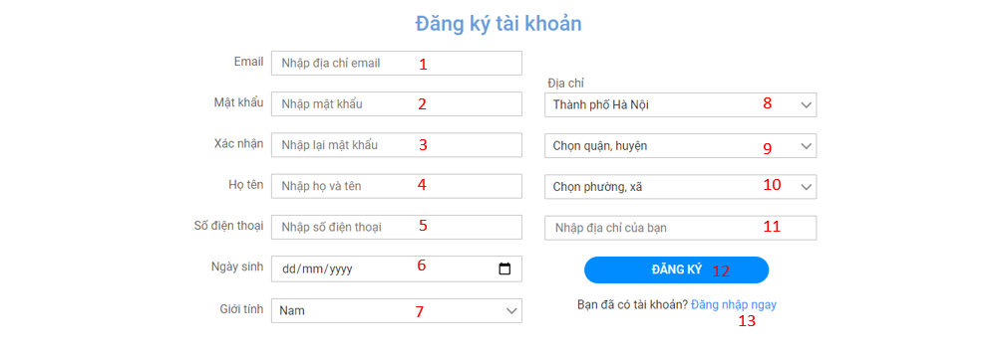 Đăng ký tài khoản
Email Nhập địa chỉ email 1
Mật khẩu Nhập mật khẩu 2
Xác nhận Nhập lại mật khẩu 3
Họ tên Nhập họ và tên 4
Số điện thoại Nhập số điện thoại 5
Ngày sinh dd/mm/yyyy 6
Giới tính Nam 7
Địa chỉ
Thành phố Hà Nội 8
Chọn quận, huyện 9
Chọn phường, xã 10
Nhập địa chỉ của bạn 11
ĐĂNG KÝ 12
Bạn đã có tài khoản? Đăng nhập ngay
13